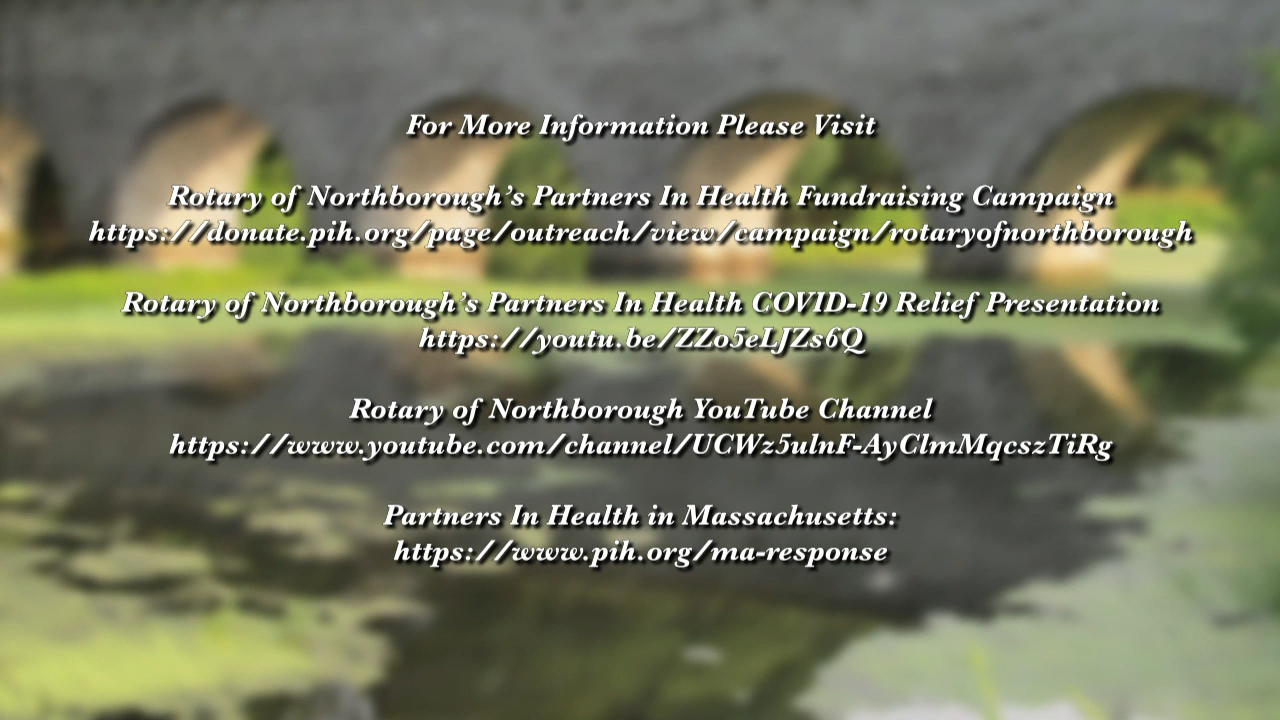 For More Information Please Visit
Rotary of Northborough's Partners In Health Fundraising Campaign
https://donate.pih.org/page/outreach/view/campaign/rotaryofnorthborough
Rotary of Northborough's Partners In Health COVID-19 Relief Presentation
https://youtu.be/ZZo5eLJZs6Q
Rotary of Northborough YouTube Channel
https://www.youtube.com/channel/UCWz5ulnF-AyClmMqcszTiRg
Partners In Health in Massachusetts:
https://www.pih.org/ma-response